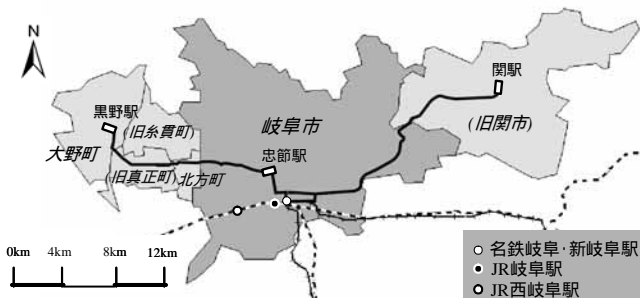 N
関駅
黒野駅
(旧糸貫町)
岐阜市
(旧関市)
大野町
忠節駅
(旧真正町)
北方町
0km 4km 8km 12km
名鉄岐阜·新岐阜駅
JR岐阜駅
JR西岐阜駅